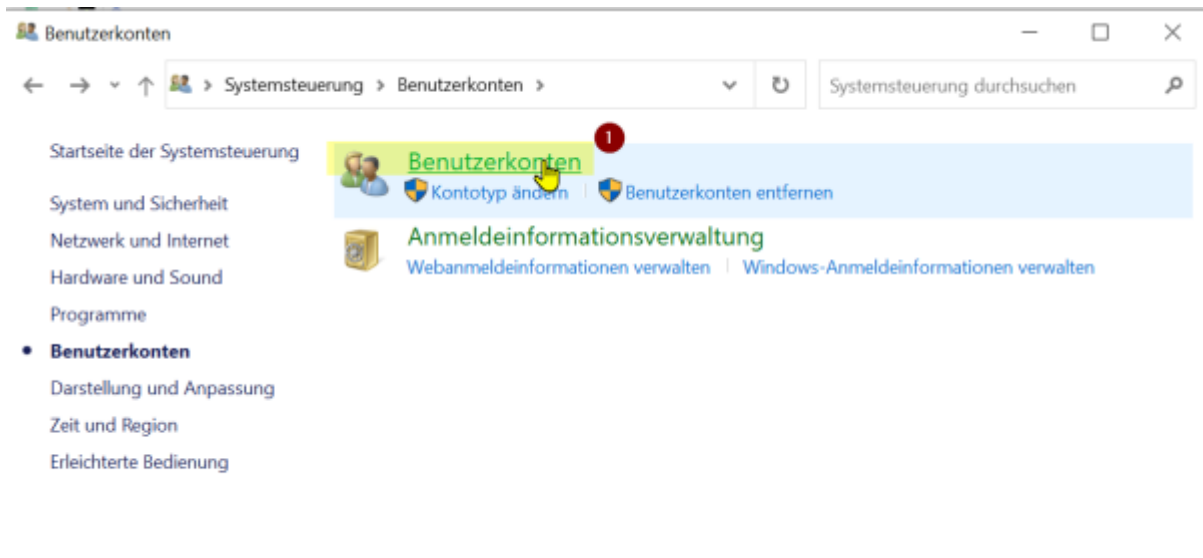 Benutzerkonten
Systemsteuerung > Benutzerkonten >
Systemsteuerung durchsuchen
Startseite der Systemsteuerung
System und Sicherheit
Netzwerk und Internet
Hardware und Sound
Programme
Benutzerkonten
Darstellung und Anpassung
Zeit und Region
Erleichterte Bedienung
1
Benutzerkonten
Kontotyp ändern
Benutzerkonten entfernen
Anmeldeinformationsverwaltung
Webanmeldeinformationen verwalten
Windows-Anmeldeinformationen verwalten